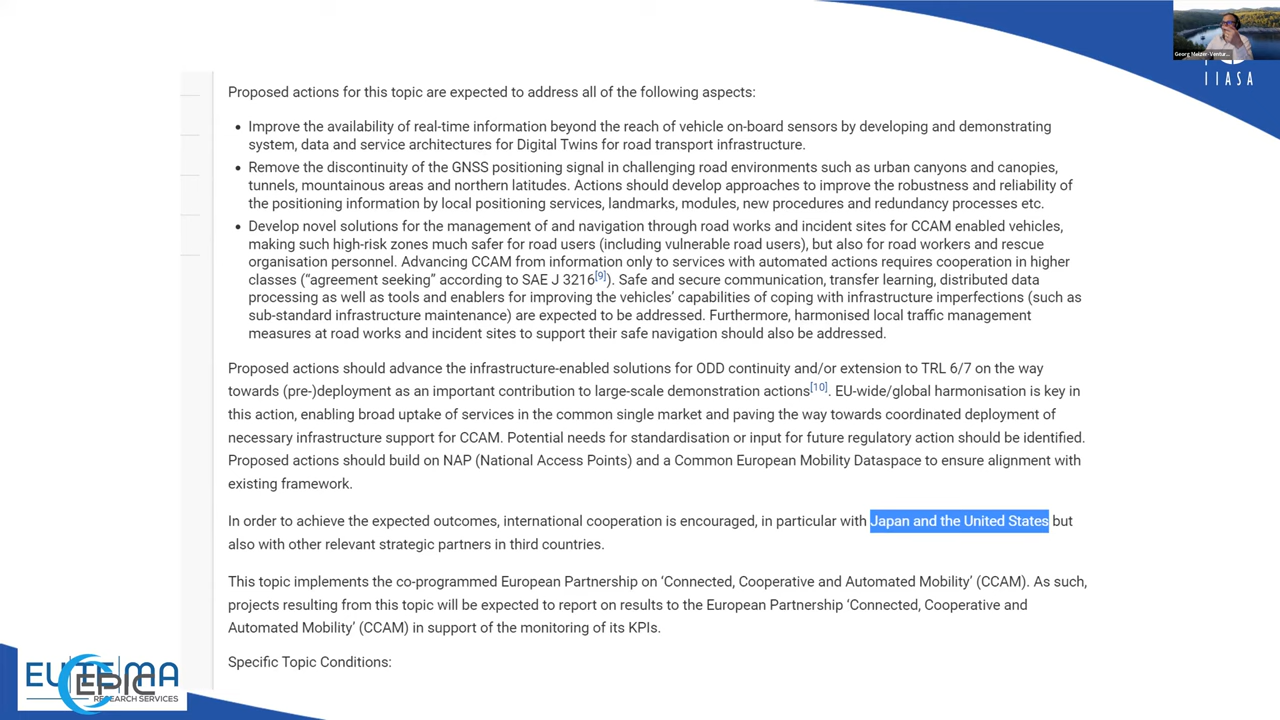 Georg Melzer-Ventur...
IIASA
Proposed actions for this topic are expected to address all of the following aspects:
• Improve the availability of real-time information beyond the reach of vehicle on-board sensors by developing and demonstrating
system, data and service architectures for Digital Twins for road transport infrastructure.
• Remove the discontinuity of the GNSS positioning signal in challenging road environments such as urban canyons and canopies,
tunnels, mountainous areas and northern latitudes. Actions should develop approaches to improve the robustness and reliability of
the positioning information by local positioning services, landmarks, modules, new procedures and redundancy processes etc.
• Develop novel solutions for the management of and navigation through road works and incident sites for CCAM enabled vehicles,
making such high-risk zones much safer for road users (including vulnerable road users), but also for road workers and rescue
organisation personnel. Advancing CCAM from information only to services with automated actions requires cooperation in higher
classes (“agreement seeking” according to SAE J 3216[9]). Safe and secure communication, transfer learning, distributed data
processing as well as tools and enablers for improving the vehicles’ capabilities of coping with infrastructure imperfections (such as
sub-standard infrastructure maintenance) are expected to be addressed. Furthermore, harmonised local traffic management
measures at road works and incident sites to support their safe navigation should also be addressed.
Proposed actions should advance the infrastructure-enabled solutions for ODD continuity and/or extension to TRL 6/7 on the way
towards (pre-)deployment as an important contribution to large-scale demonstration actions[10]. EU-wide/global harmonisation is key in
this action, enabling broad uptake of services in the common single market and paving the way towards coordinated deployment of
necessary infrastructure support for CCAM. Potential needs for standardisation or input for future regulatory action should be identified.
Proposed actions should build on NAP (National Access Points) and a Common European Mobility Dataspace to ensure alignment with
existing framework.
In order to achieve the expected outcomes, international cooperation is encouraged, in particular with Japan and the United States but
also with other relevant strategic partners in third countries.
This topic implements the co-programmed European Partnership on ‘Connected, Cooperative and Automated Mobility’ (CCAM). As such,
projects resulting from this topic will be expected to report on results to the European Partnership ‘Connected, Cooperative and
Automated Mobility’ (CCAM) in support of the monitoring of its KPIs.
Specific Topic Conditions:
EPIC
RESEARCH SERVICES